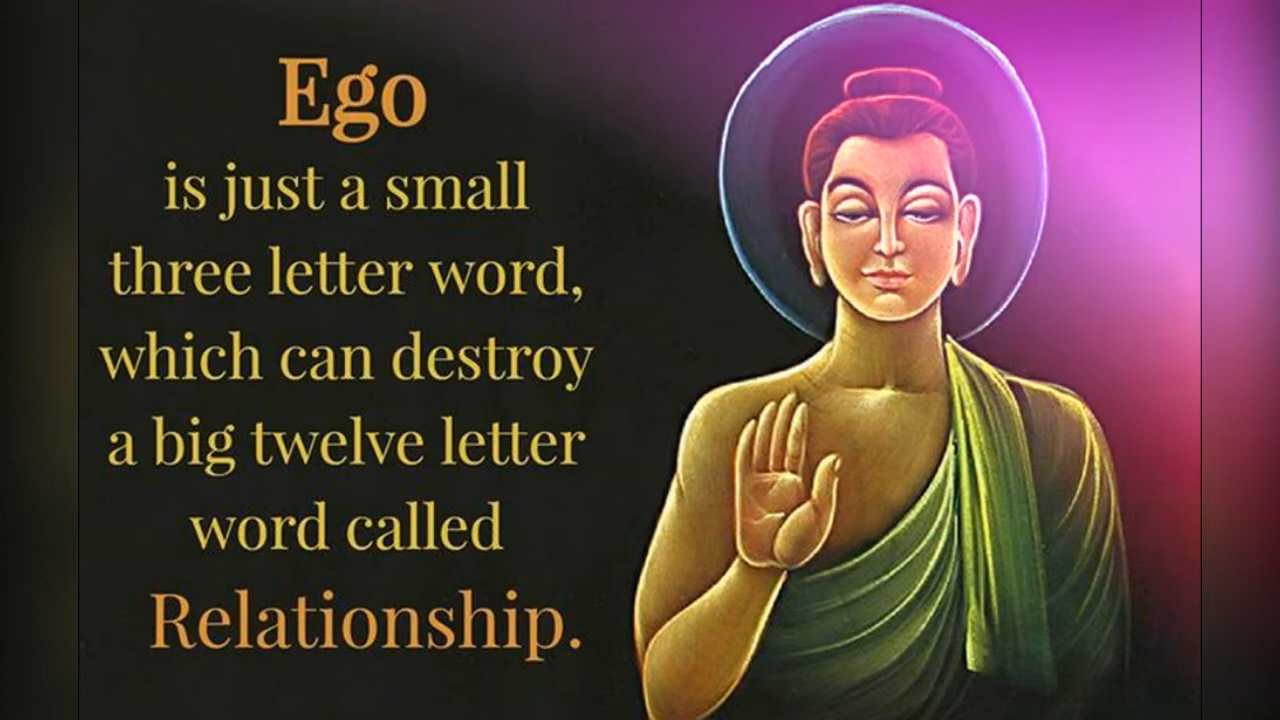 Ego
is just a small
three letter word,
which can destroy
a big twelve letter
word called
Relationship.